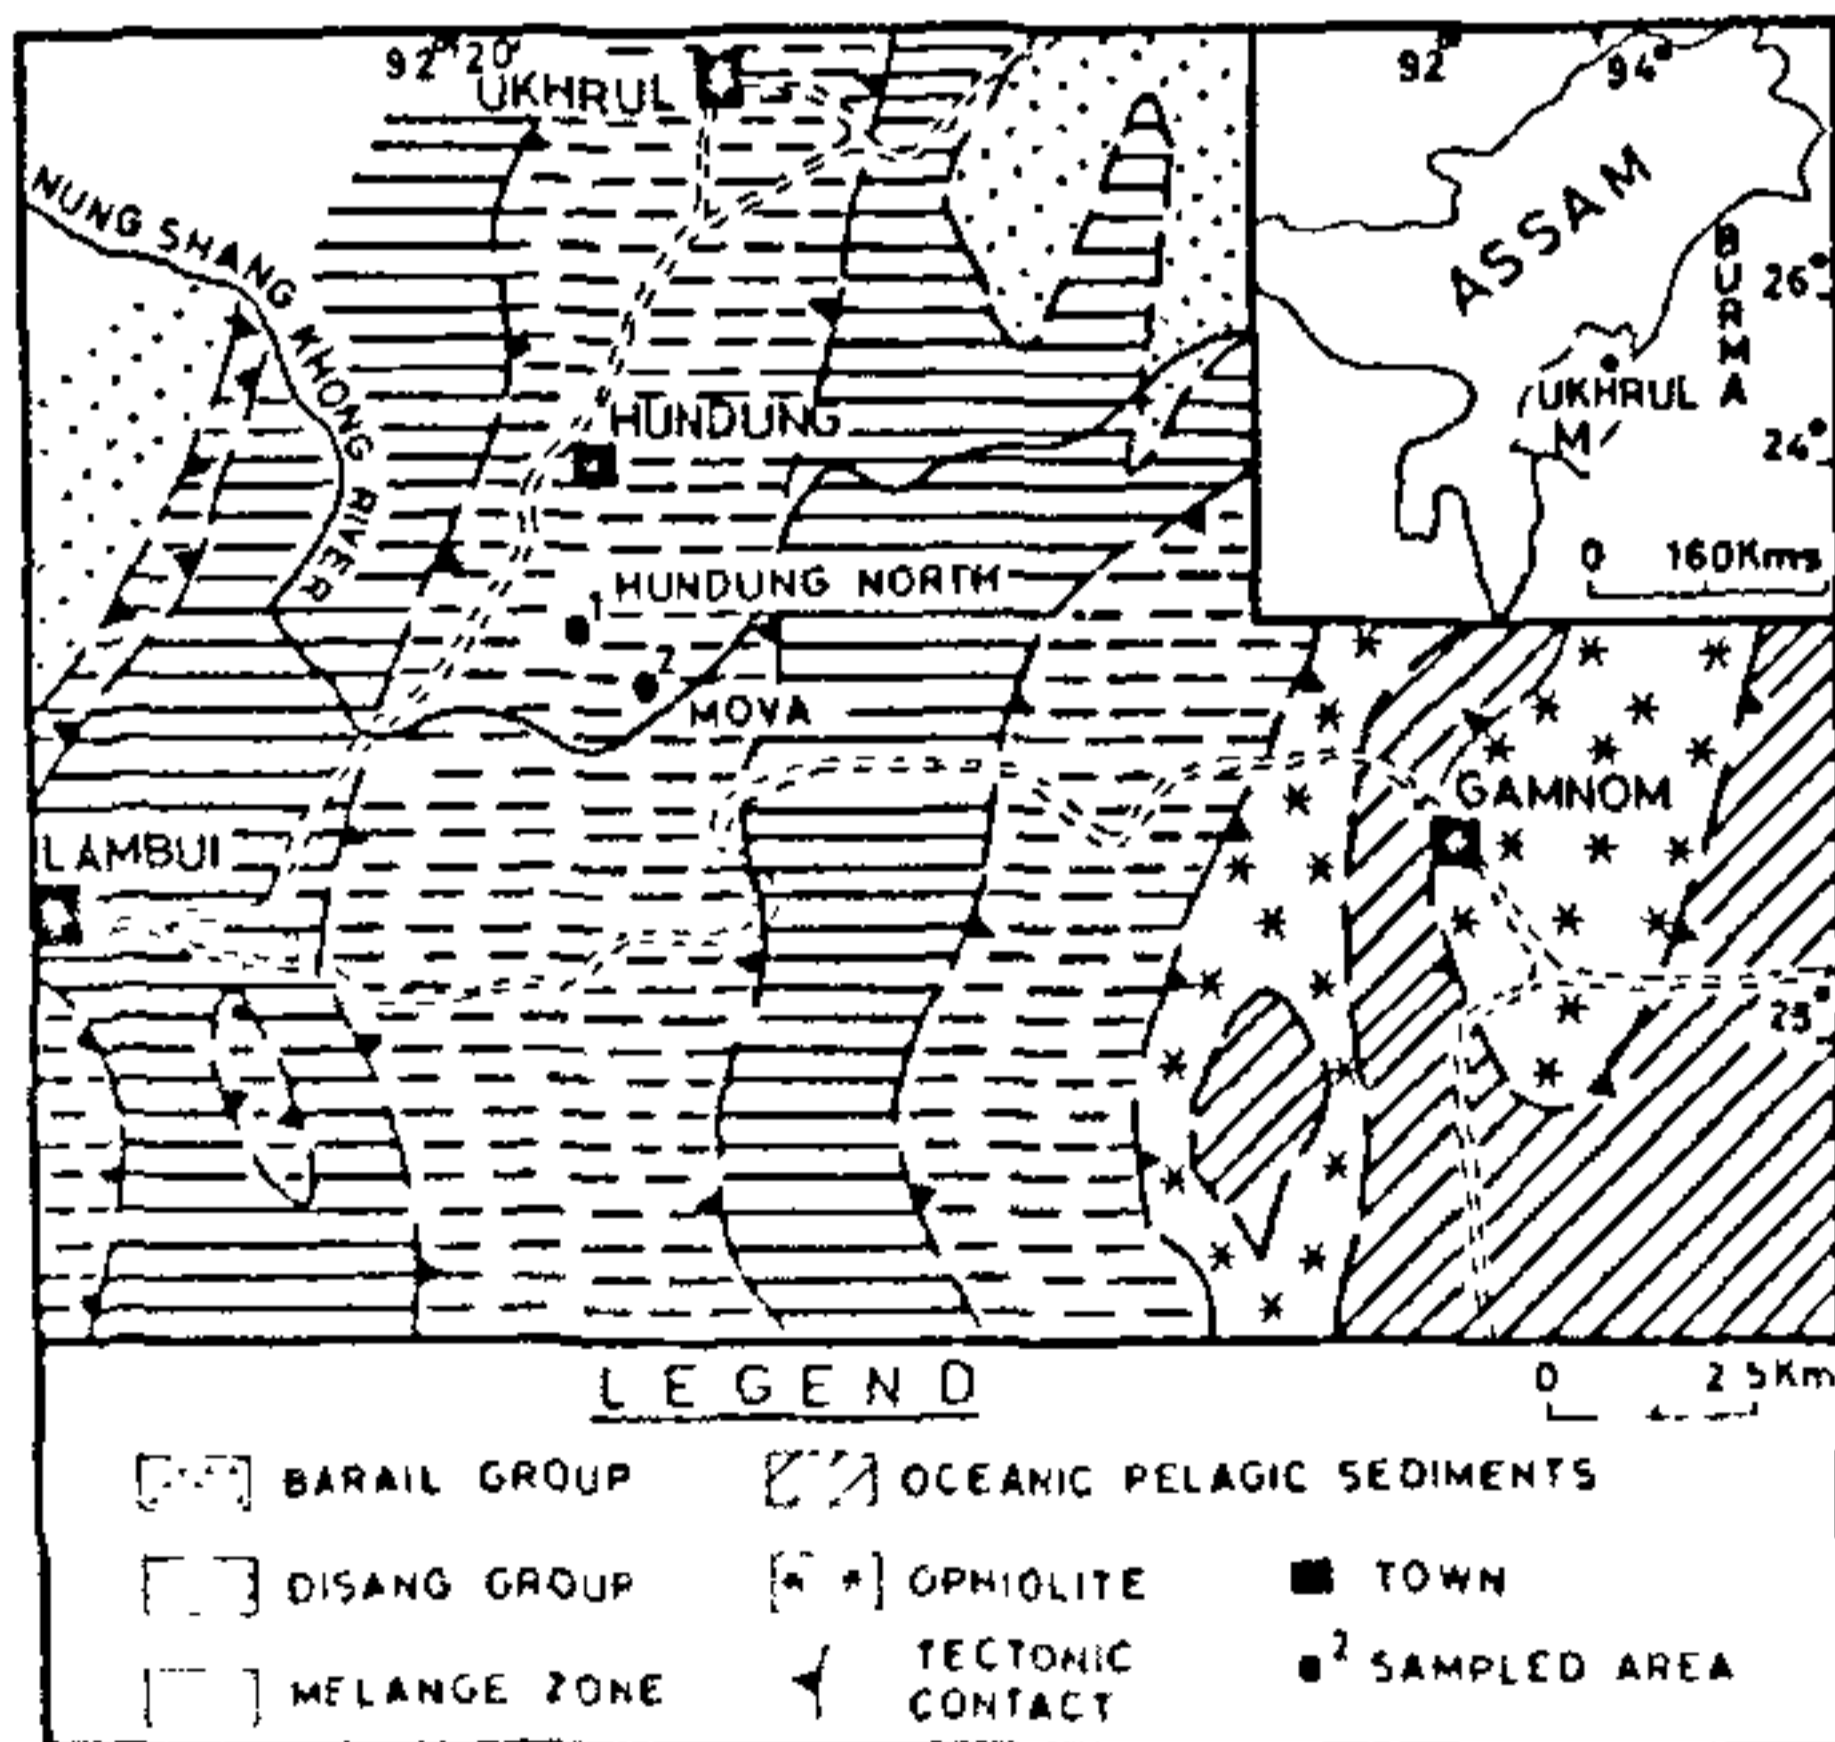 92°20'
UKHRUL
NUNG SHANG KHONG RIVER
HUNDUNG
HUNDUNG NORTH
1
2
MOVA
LAMBUI
GAMNOM
25°
92°
94°
ASSAM
BURMA
26°
UKHRUL
M
24°
0 160Kms
LEGEND
0 2 5Km
BARAIL GROUP
OCEANIC PELAGIC SEDIMENTS
DISANG GROUP
OPHIOLITE
TOWN
MELANGE ZONE
TECTONIC
CONTACT
2 SAMPLED AREA